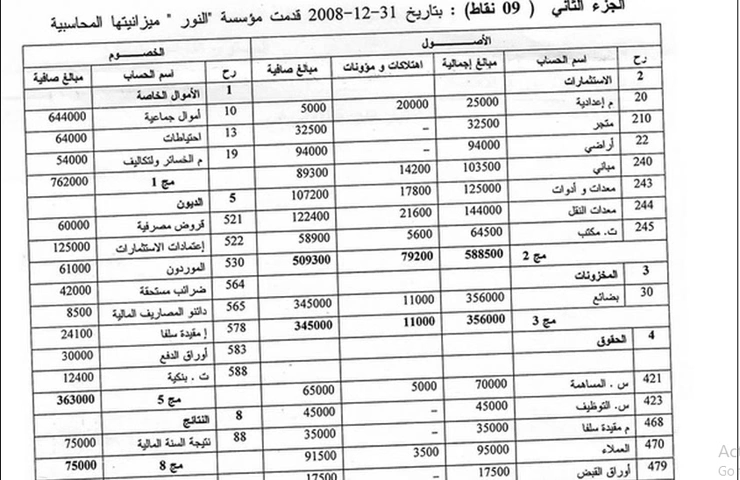 الجزء الثاني ( 09 نقاط) : بتاريخ 31-12-2008 قدمت مؤسسة "النور " ميزانيتها المحاسبية
الأصـــــول الخصـــــوم
رح اسم الحساب مبالغ إجمالية اهتلاكات و مؤونات مبالغ صافية رح اسم الحساب مبالغ صافية
2 الاستثمارات 1 الأموال الخاصة
20 م إعدادية 25000 20000 5000 10 أموال جماعية 644000
210 متجر 32500 – 32500 13 احتياطات 64000
22 أراضي 94000 – 94000 19 م الخسائر ولتكاليف 54000
240 مباني 103500 14200 89300 مج 1 762000
243 معدات و أدوات 125000 17800 107200 5 الديون
244 معدات النقل 144000 21600 122400 521 قروض مصرفية 60000
245 ت. مكتب 64500 5600 58900 522 إعتمادات الاستثمارات 125000
مج 2 588500 79200 509300 530 الموردون 61000
3 المخزونات 564 ضرائب مستحقة 42000
30 بضائع 356000 11000 345000 565 دائنو المصاريف المالية 8500
مج 3 356000 11000 345000 578 إ مقيدة سلفا 24100
4 الحقوق 583 أوراق الدفع 30000
588 ت . بنكية 12400
421 س . المساهمة 70000 5000 65000 مج 5 363000
423 س. التوظيف 45000 – 45000 8 النتائج
468 م مقيدة سلفا 35000 – 35000 88 نتيجة السنة المالية 75000
470 العملاء 95000 3500 91500 مج 8 75000
479 أوراق القبض 17500 – 17500